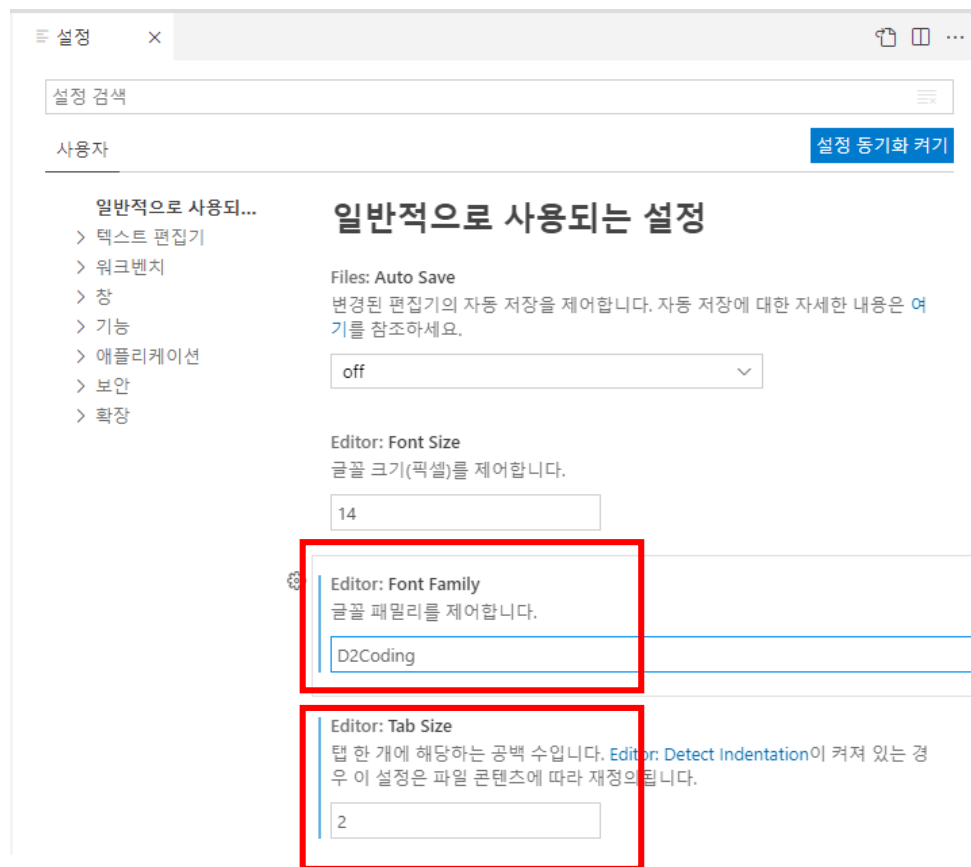 설정
설정 검색
사용자
설정 동기화 켜기
일반적으로 사용되...
텍스트 편집기
워크벤치
창
기능
애플리케이션
보안
확장
일반적으로 사용되는 설정
Files: Auto Save
변경된 편집기의 자동 저장을 제어합니다. 자동 저장에 대한 자세한 내용은 여
기를 참조하세요.
off
Editor: Font Size
글꼴 크기(픽셀)를 제어합니다.
14
Editor: Font Family
글꼴 패밀리를 제어합니다.
D2Coding
Editor: Tab Size
탭 한 개에 해당하는 공백 수입니다. Editor: Detect Indentation이 켜져 있는 경
우 이 설정은 파일 콘텐츠에 따라 재정의됩니다.
2